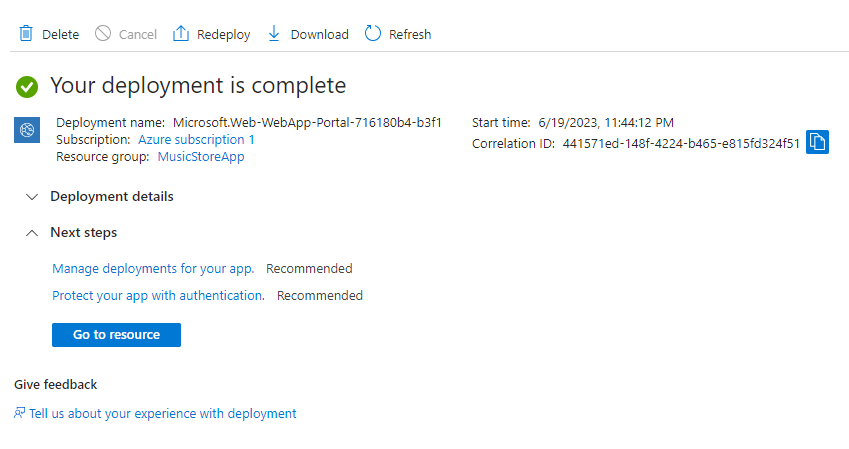 Delete Cancel Redeploy Download Refresh
Your deployment is complete
Deployment name: Microsoft.Web-WebApp-Portal-716180b4-b3f1
Start time: 6/19/2023, 11:44:12 PM
Subscription: Azure subscription 1
Correlation ID: 441571ed-148f-4224-b465-e815fd324f51
Resource group: MusicStoreApp
Deployment details
Next steps
Manage deployments for your app. Recommended
Protect your app with authentication. Recommended
Go to resource
Give feedback
Tell us about your experience with deployment